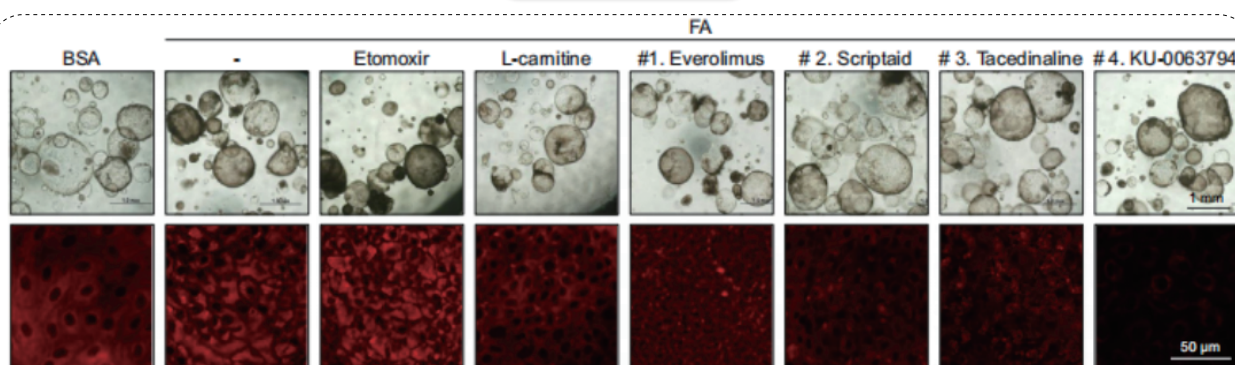 FA
BSA - Etomoxir L-carnitine #1. Everolimus # 2. Scriptaid # 3. Tacedinaline # 4. KU-0063794
1 mm
50 µm